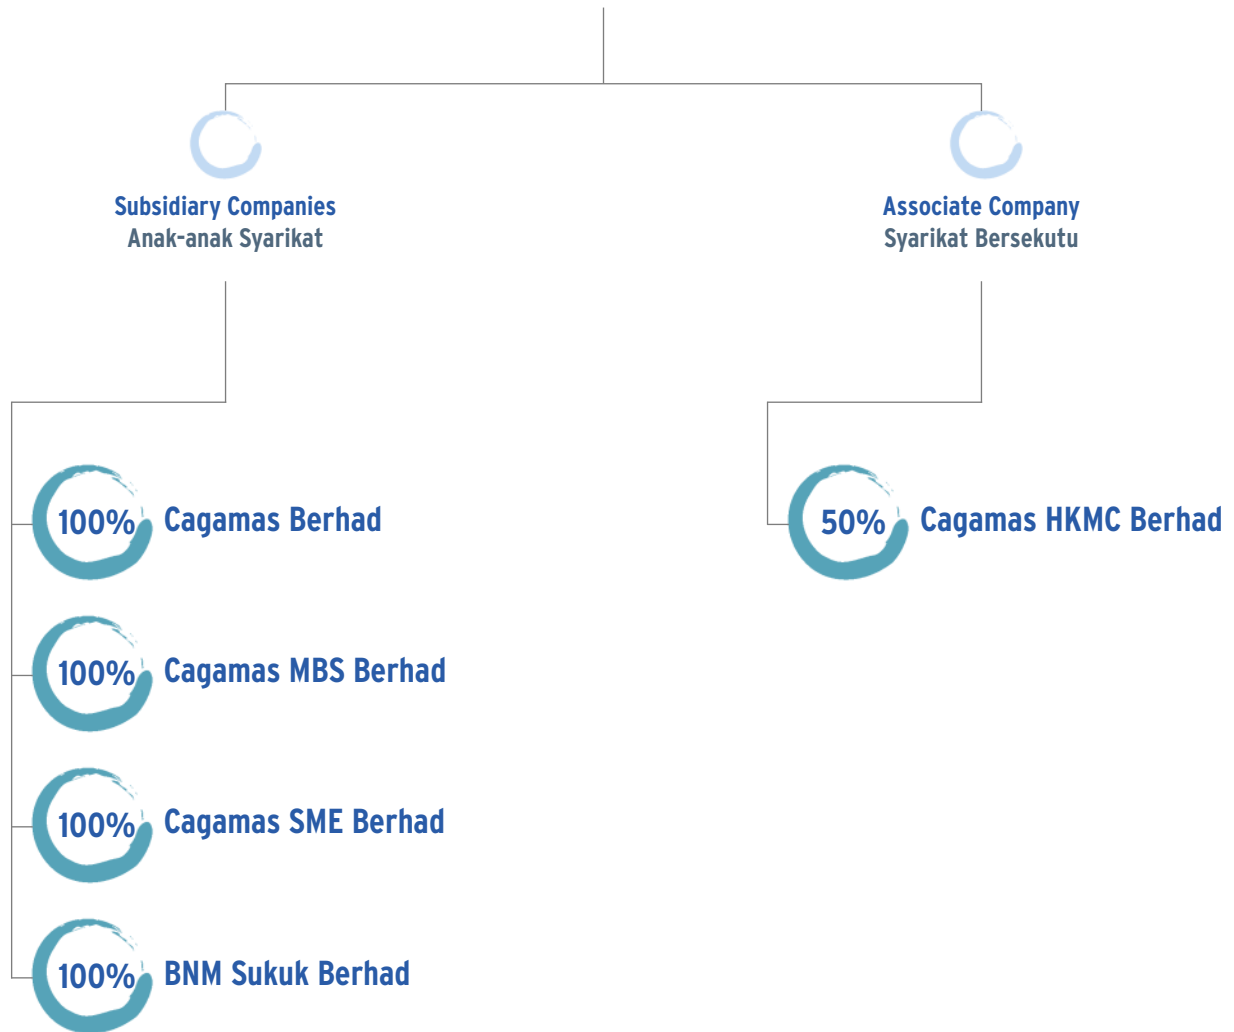 Subsidiary Companies
Anak-anak Syarikat
100% Cagamas Berhad
100% Cagamas MBS Berhad
100% Cagamas SME Berhad
100% BNM Sukuk Berhad
Associate Company
Syarikat Bersekutu
50% Cagamas HKMC Berhad